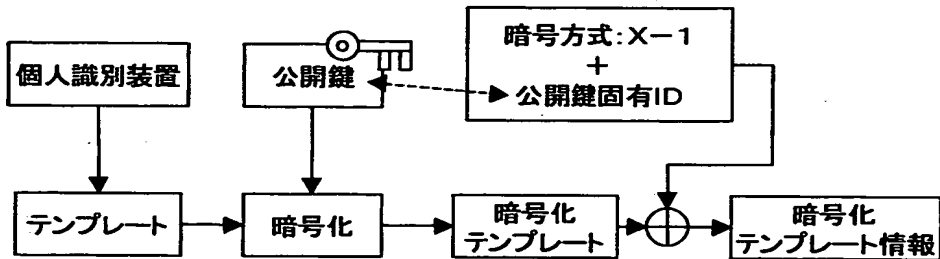 個人識別装置
公開鍵
暗号方式:X−1
+
公開鍵固有ID
テンプレート
暗号化
暗号化
テンプレート
暗号化
テンプレート情報